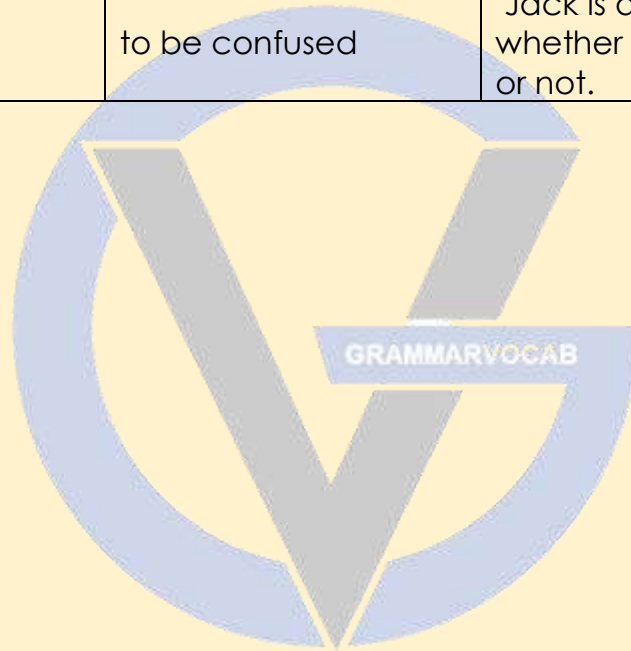 to be confused
Jack is
whether
or not.
GRAMMARVOCAB